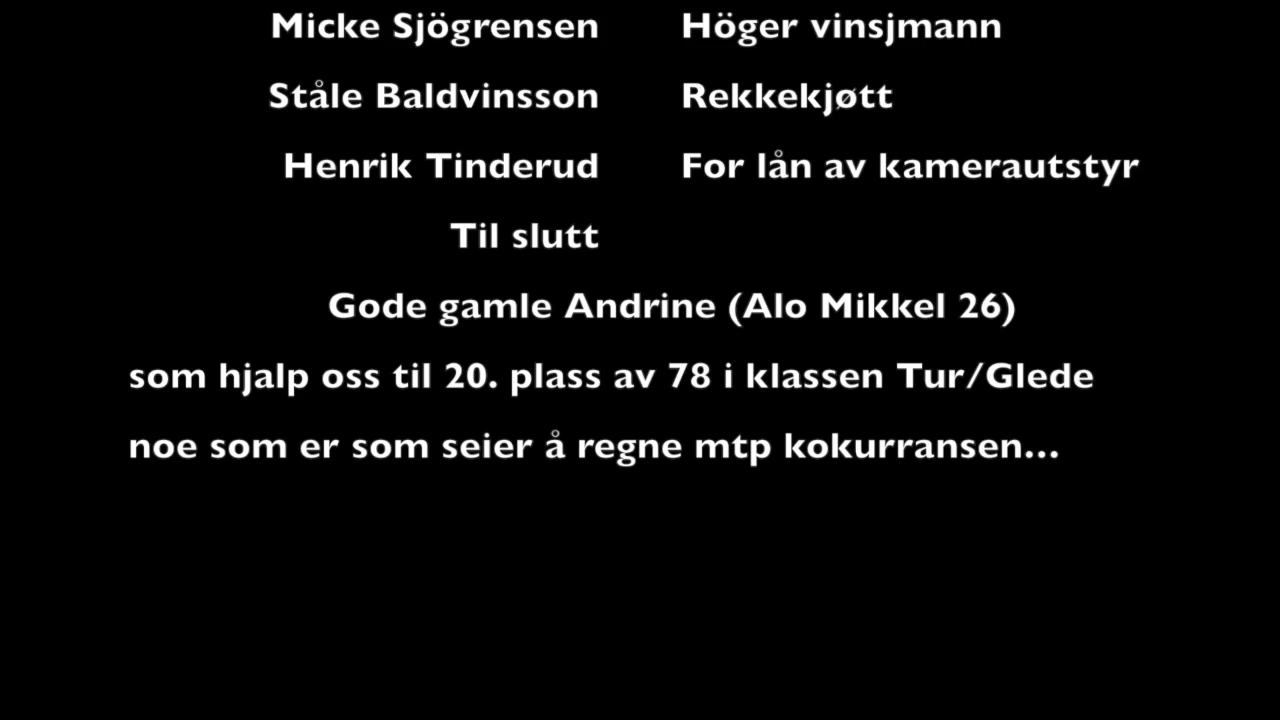 Micke Sjögrensen Höger vinsjmann
Ståle Baldvinsson Rekkekjøtt
Henrik Tinderud For lån av kamerautstyr
Til slutt
Gode gamle Andrine (Alo Mikkel 26)
som hjalp oss til 20. plass av 78 i klassen Tur/Glede
noe som er som seier å regne mtp kokurransen...